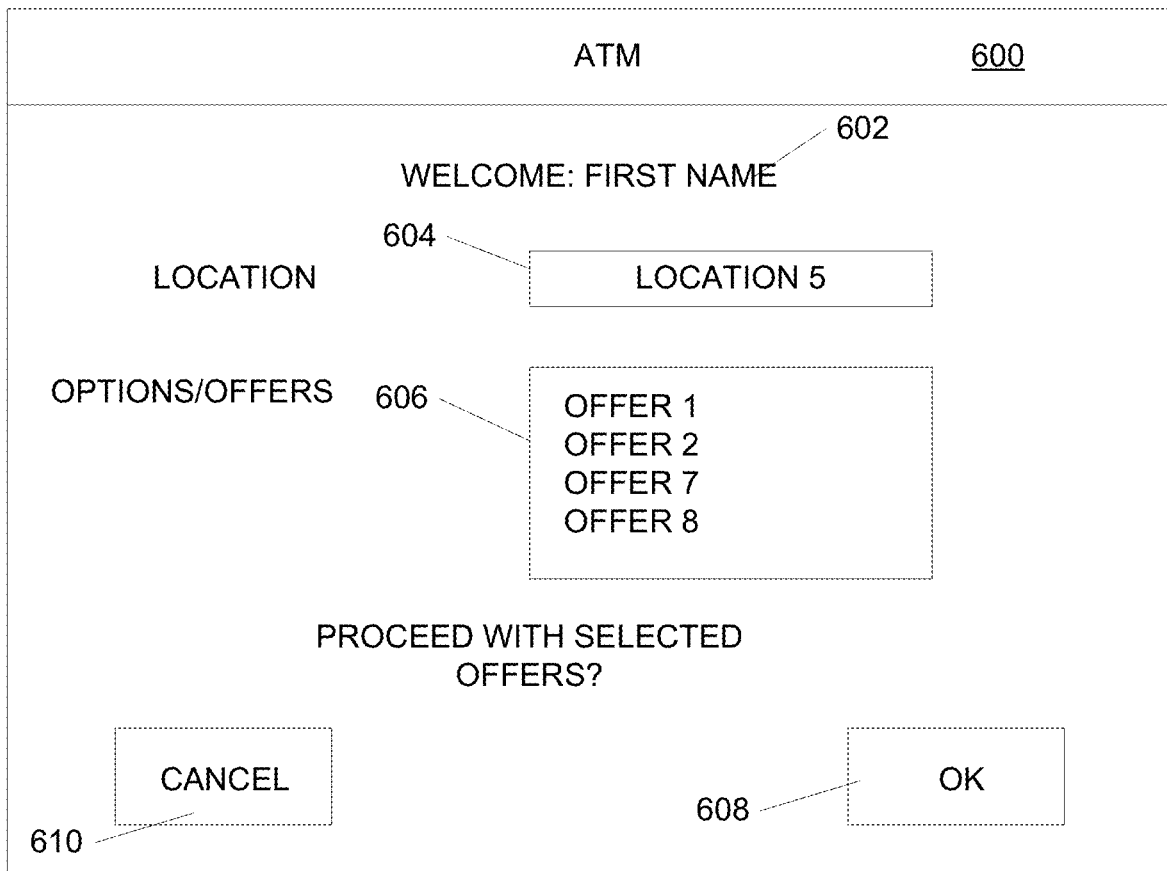 ATM 600
602
WELCOME: FIRST NAME
604
LOCATION LOCATION 5
OPTIONS/OFFERS 606
OFFER 1
OFFER 2
OFFER 7
OFFER 8
PROCEED WITH SELECTED
OFFERS?
CANCEL OK
608
610